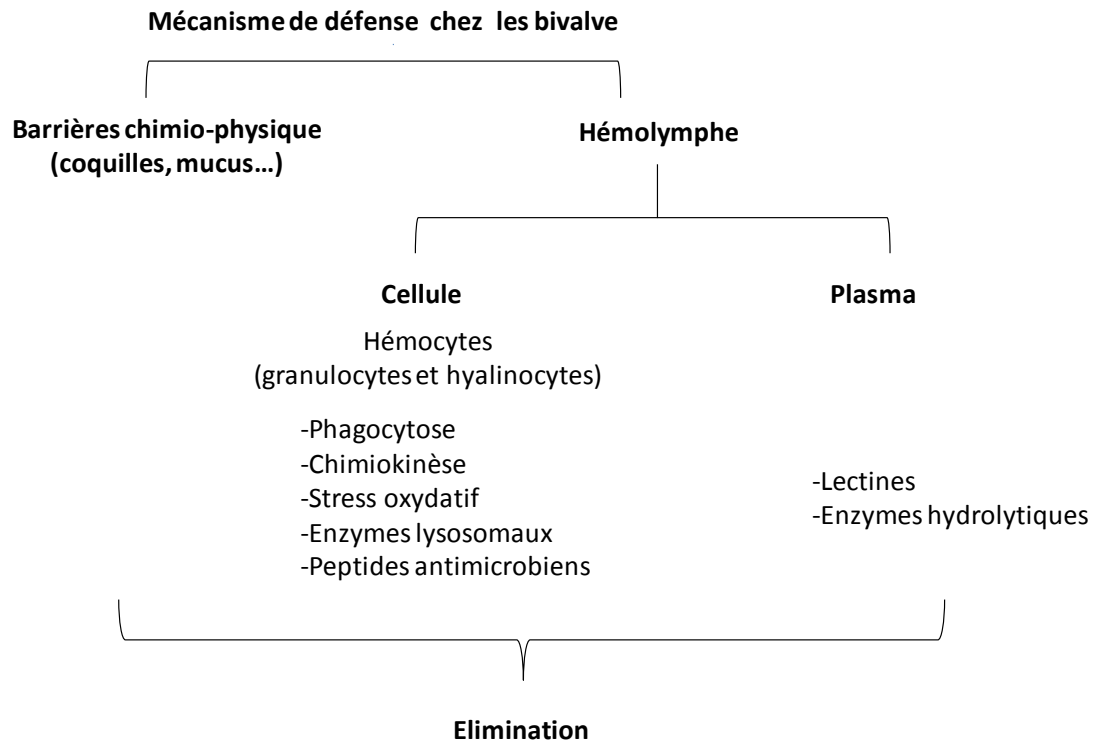 Mécanisme de défense chez les bivalve
Barrières chimio-physique
(coquilles, mucus…)
Hémolymphe
Cellule
Plasma
Hémocytes
(granulocytes et hyalinocytes)
-Phagocytose
-Chimiokinèse
-Stress oxydatif
-Enzymes lysosomaux
-Peptides antimicrobiens
-Lectines
-Enzymes hydrolytiques
Elimination